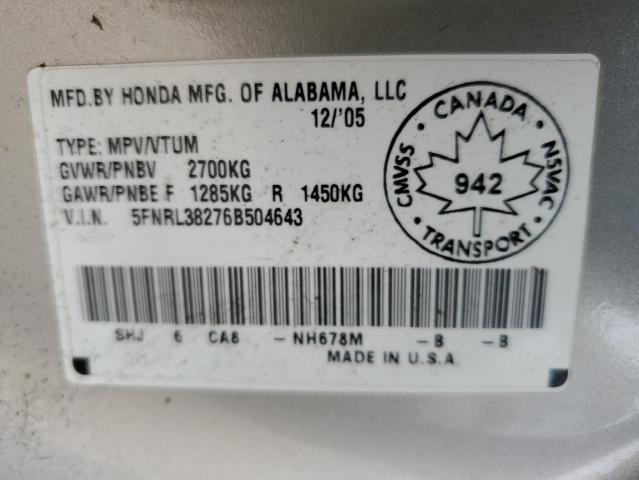 MFD.BY HONDA MFG. OF ALABAMA, LLC
12/'05
TYPE: MPV/VTUM
GVWR/PNBV 2700KG
GAWR/PNBE F 1285KG R 1450KG
V.I.N. 5FNRL38276B504643
CANADA
CMVSS 942 NSVAC
TRANSPORT
SHJ 6 CA8 - NH678M - B - B
MADE IN U.S.A.